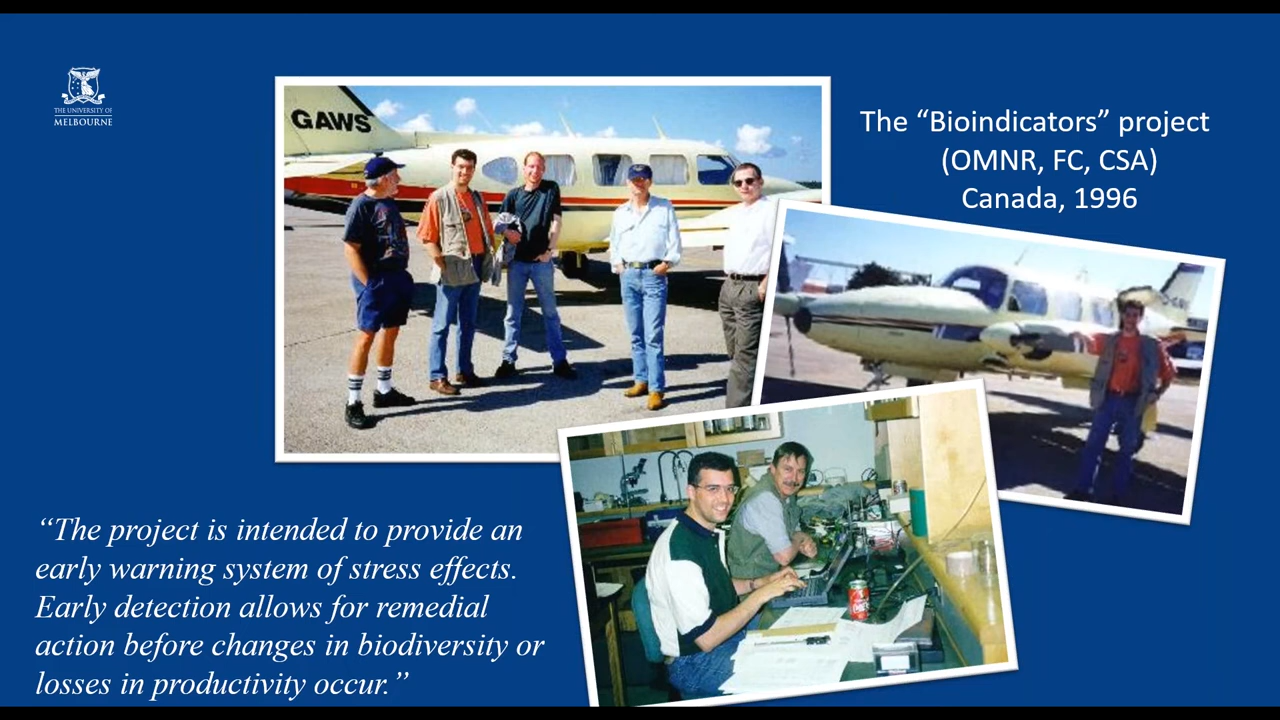 THE UNIVERSITY OF
MELBOURNE
GAWS
The “Bioindicators” project
(OMNR, FC, CSA)
Canada, 1996
“The project is intended to provide an
early warning system of stress effects.
Early detection allows for remedial
action before changes in biodiversity or
losses in productivity occur.”